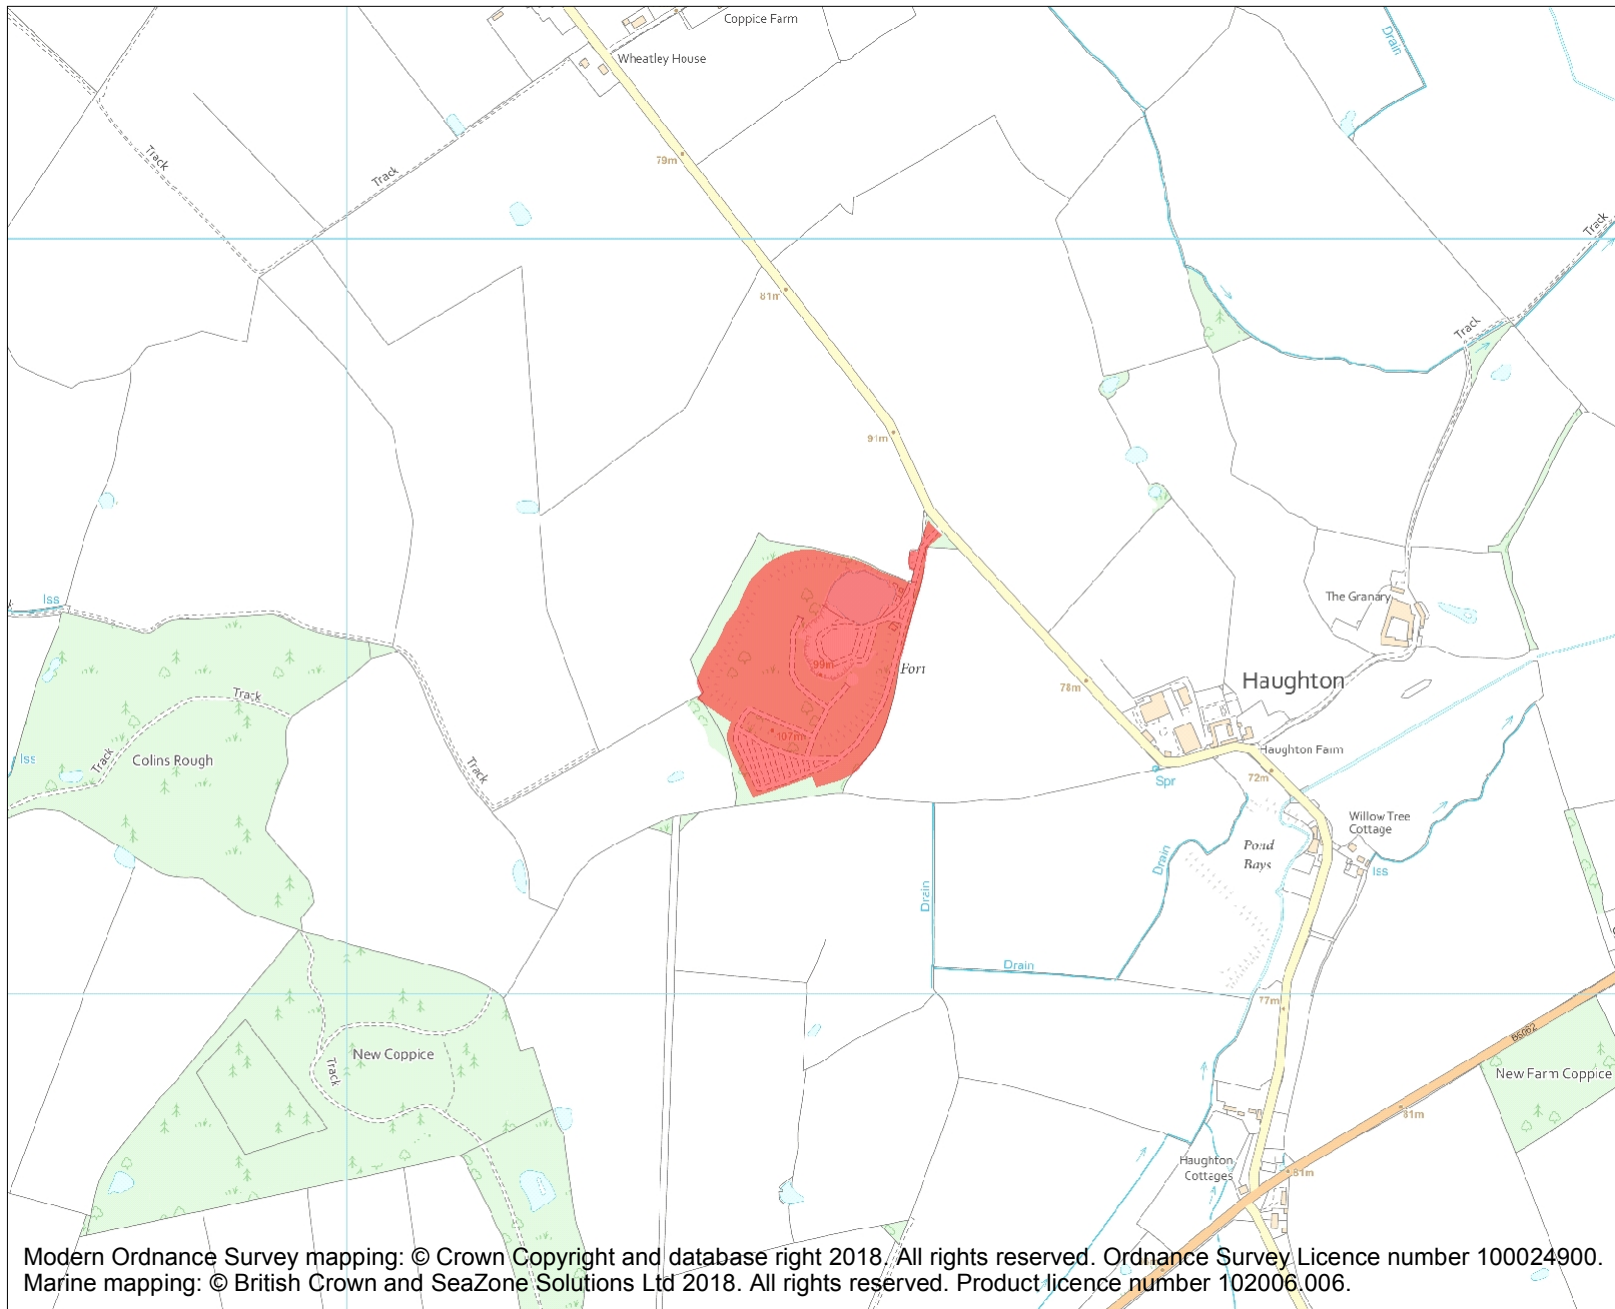 Coppice Farm
Wheatley House
Drain
79m
Track
Track
Track
81m
Track
91m
Iss
The Granary
Fort
99m
Haughton
78m
Track
107m
Haughton Farm
Iss
Track
Colins Rough
Track
Spr
72m
Willow Tree
Cottage
Pond
Bays
Drain
Iss
Drain
Drain
77m
B5062
New Coppice
Track
New Farm Coppice
81m
Haughton
Cottages
81m
Modern Ordnance Survey mapping: © Crown Copyright and database right 2018. All rights reserved. Ordnance Survey Licence number 100024900.
Marine mapping: © British Crown and SeaZone Solutions Ltd 2018. All rights reserved. Product licence number 102006.006.